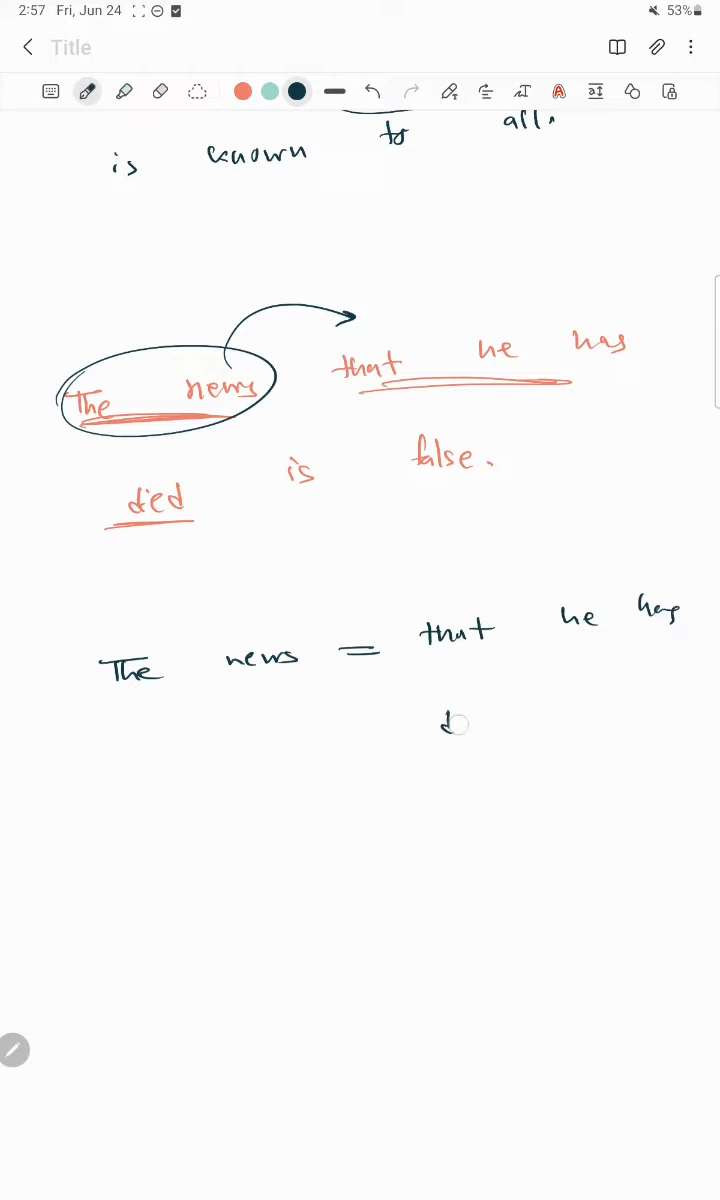 2:57 Fri, Jun 24 53%
Title
is known to all.
The news that he has
died is false.
The news = that he has
d